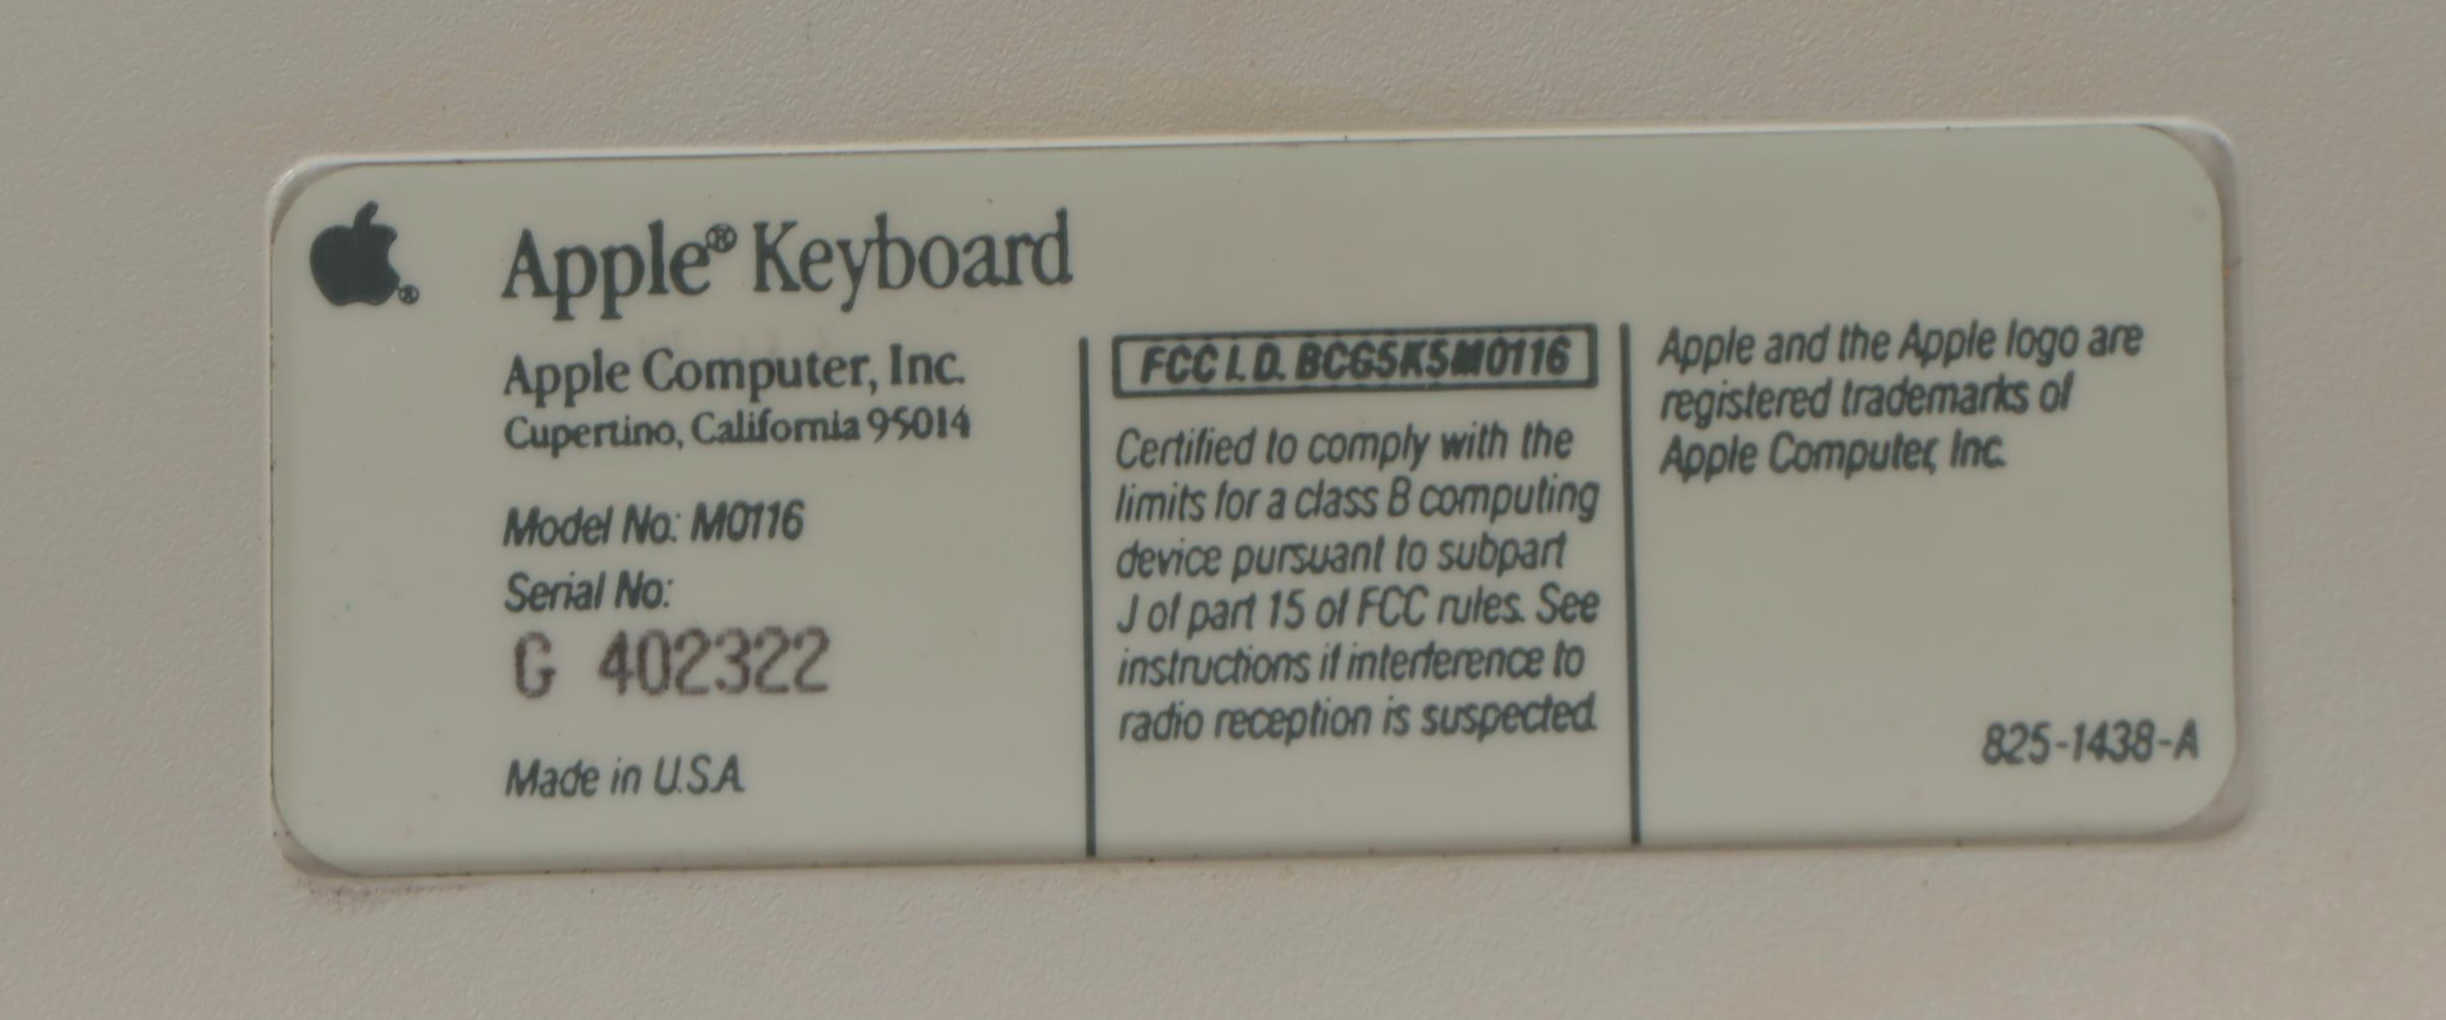 Apple® Keyboard
Apple Computer, Inc.
Cupertino, California 95014
Model No.: M0116
Serial No.:
G 402322
Made in U.S.A.
FCC I.D. BCG5K5M0116
Certified to comply with the
limits for a class B computing
device pursuant to subpart
J of part 15 of FCC rules. See
instructions if interference to
radio reception is suspected.
Apple and the Apple logo are
registered trademarks of
Apple Computer, Inc.
825-1438-A